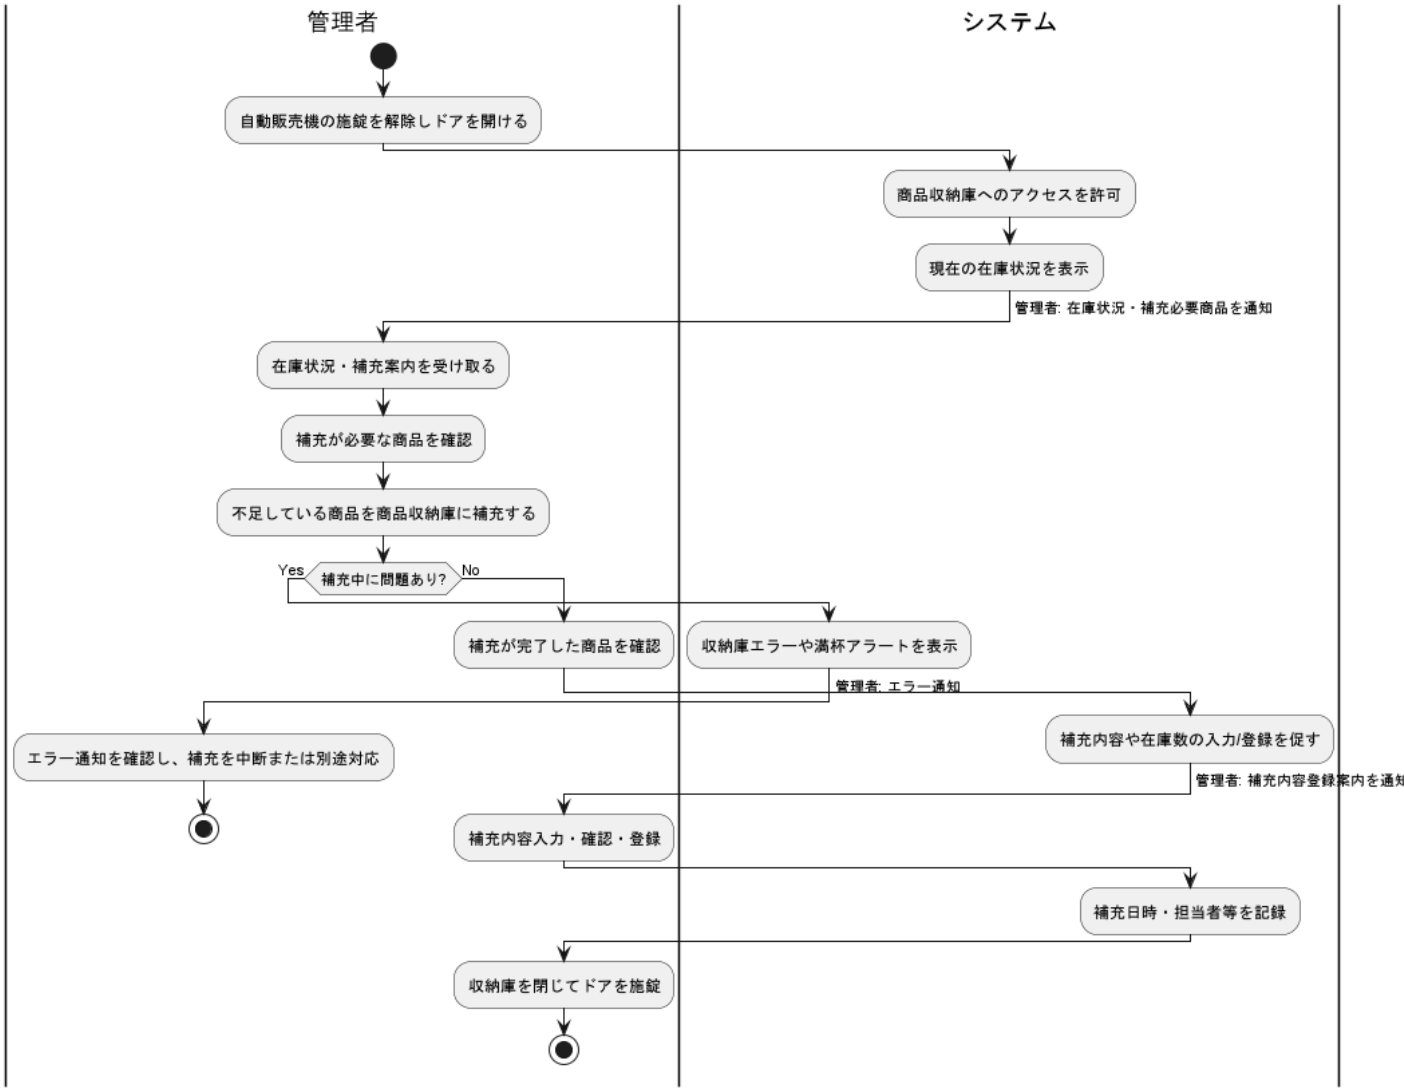 管理者
システム
自動販売機の施錠を解除しドアを開ける
商品収納庫へのアクセスを許可
現在の在庫状況を表示
管理者: 在庫状況・補充必要商品を通知
在庫状況・補充案内を受け取る
補充が必要な商品を確認
不足している商品を商品収納庫に補充する
Yes
補充中に問題あり?
No
補充が完了した商品を確認
収納庫エラーや満杯アラートを表示
管理者: エラー通知
補充内容や在庫数の入力/登録を促す
エラー通知を確認し、補充を中断または別途対応
管理者: 補充内容登録案内を通知
補充内容入力・確認・登録
補充日時・担当者等を記録
収納庫を閉じてドアを施錠